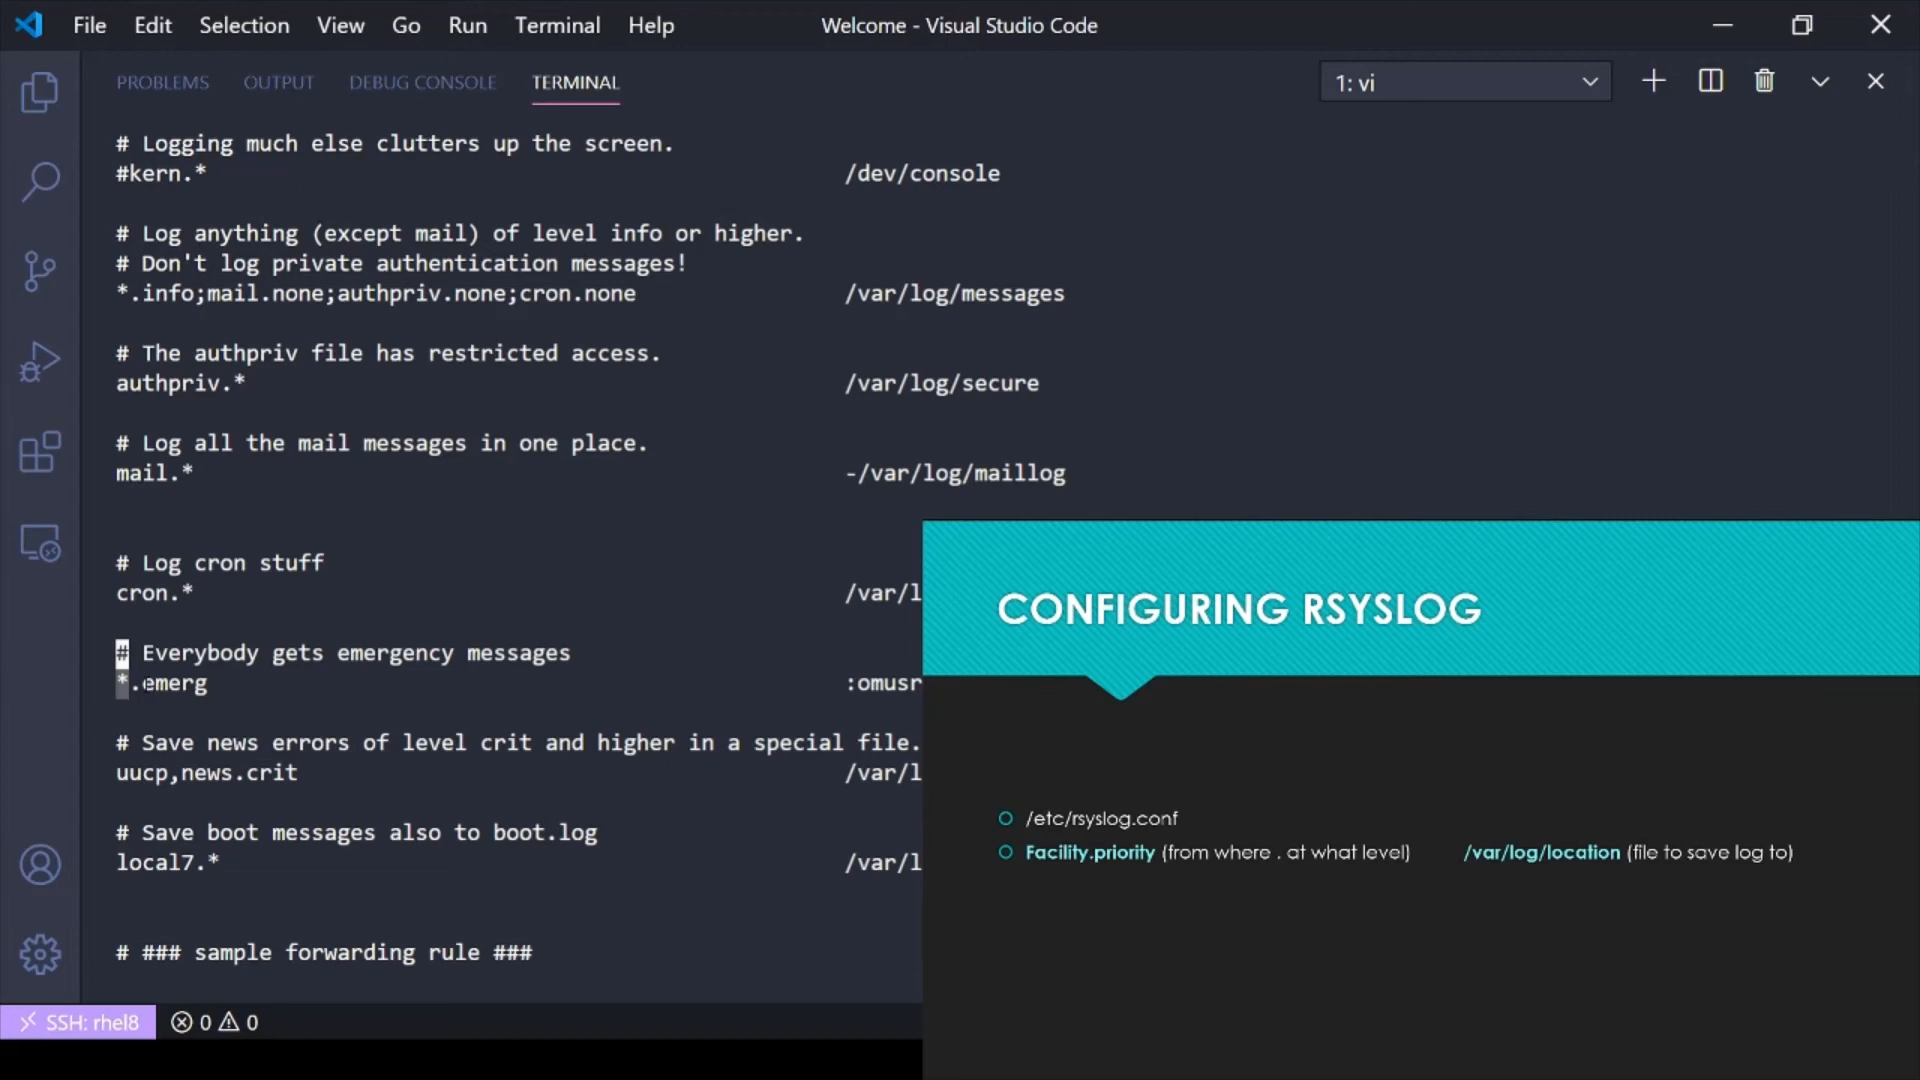 File Edit Selection View Go Run Terminal Help Welcome - Visual Studio Code
PROBLEMS OUTPUT DEBUG CONSOLE TERMINAL 1: vi
# Logging much else clutters up the screen.
#kern.* /dev/console
# Log anything (except mail) of level info or higher.
# Don't log private authentication messages!
*.info;mail.none;authpriv.none;cron.none /var/log/messages
# The authpriv file has restricted access.
authpriv.* /var/log/secure
# Log all the mail messages in one place.
mail.* -/var/log/maillog
# Log cron stuff
cron.* /var/l
# Everybody gets emergency messages
*.emerg :omusr
# Save news errors of level crit and higher in a special file.
uucp,news.crit /var/l
# Save boot messages also to boot.log
local7.* /var/l
# ### sample forwarding rule ###
SSH: rhel8 0 0
CONFIGURING RSYSLOG
/etc/rsyslog.conf
Facility.priority (from where . at what level) /var/log/location (file to save log to)